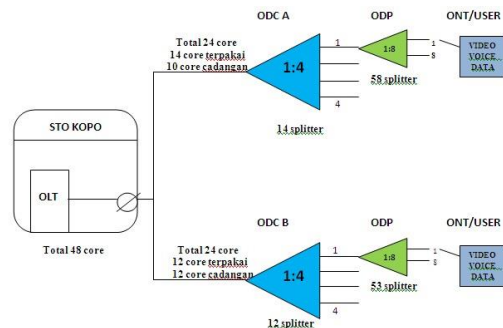 ODC A
ODP
ONT/USER
Total 24 core
14 core terpakai
10 core cadangan
1:4
1
4
1:8
1
8
VIDEO
VOICE
DATA
58 splitter
14 splitter
STO KOPO
OLT
Total 48 core
ODC B
ODP
ONT/USER
Total 24 core
12 core terpakai
12 core cadangan
1:4
1
4
1:8
1
8
VIDEO
VOICE
DATA
53 splitter
12 splitter